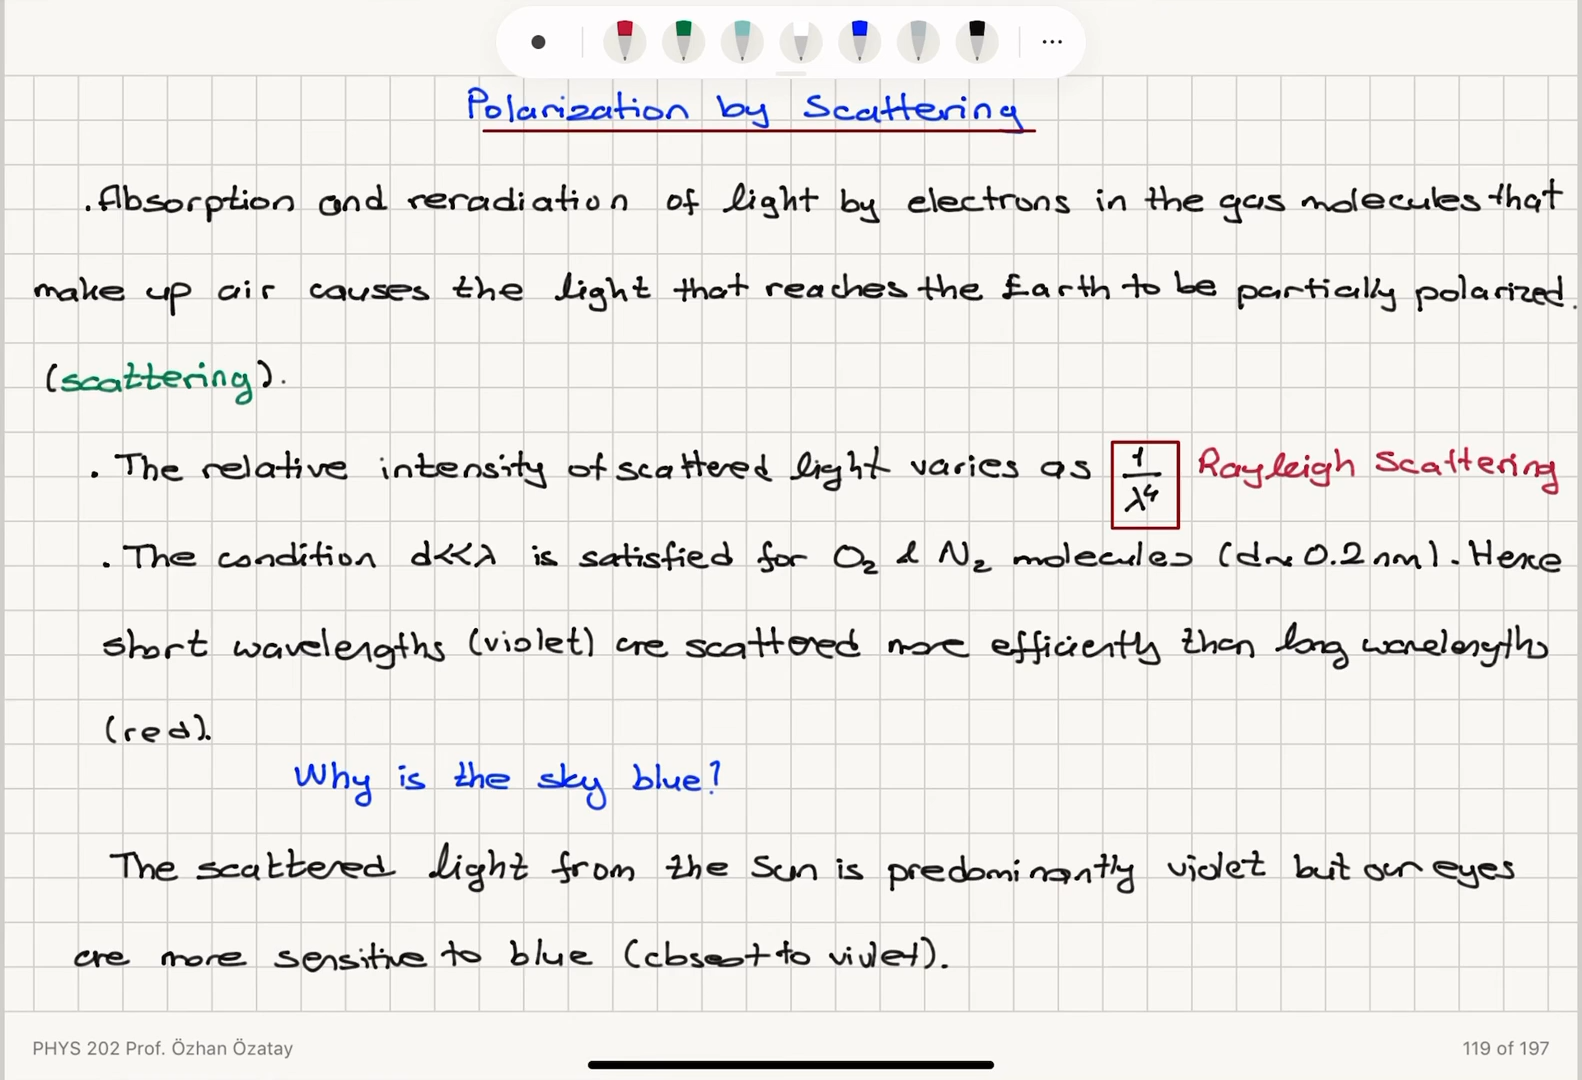 Polarization by Scattering
. Absorption and reradiation of light by electrons in the gas molecules that
make up air causes the light that reaches the Earth to be partially polarized.
(scattering).
. The relative intensity of scattered light varies as 1/λ⁴ Rayleigh Scattering
. The condition d<<λ is satisfied for O₂ & N₂ molecules (d~0.2nm). Hence
short wavelengths (violet) are scattered more efficiently than long wavelengths
(red).
Why is the sky blue?
The scattered light from the Sun is predominantly violet but our eyes
are more sensitive to blue (closest to violet).
PHYS 202 Prof. Özhan Özatay
119 of 197